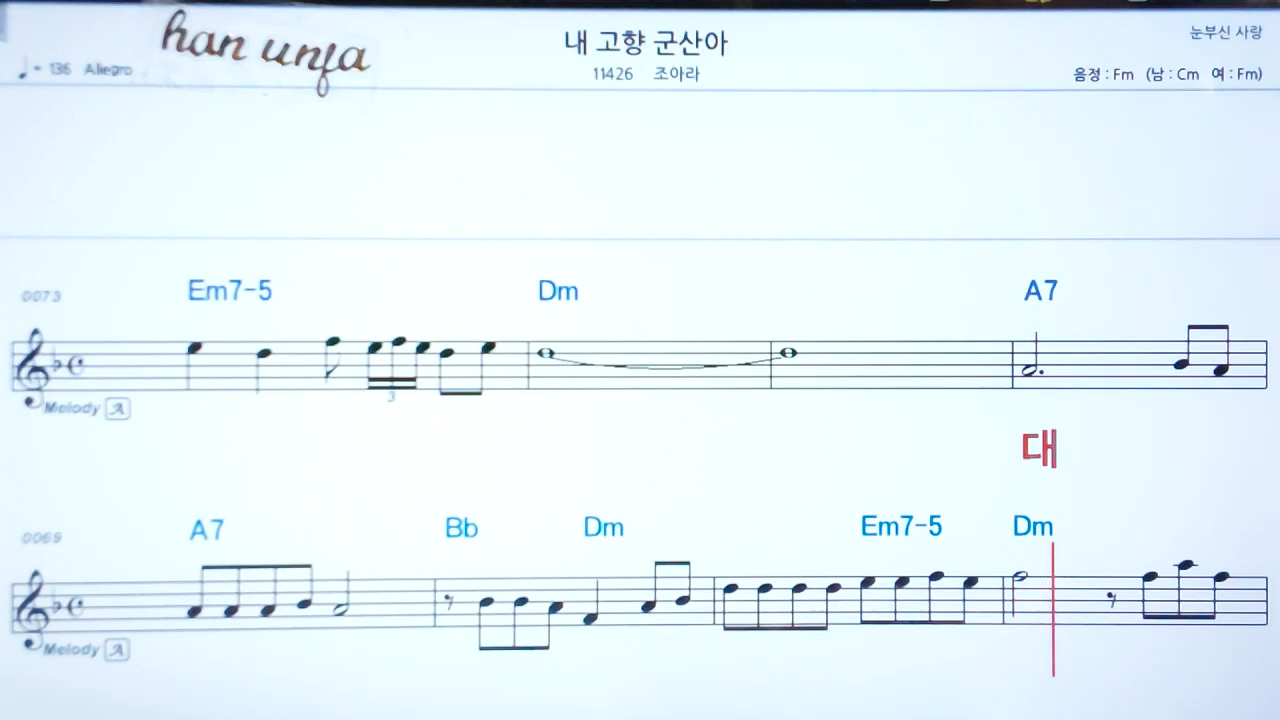 han unja
내 고향 군산아
눈부신 사랑
♩= 136 Allegro
11426 조아라
음정 : Fm (남 : Cm 여 : Fm)
0073 Em7-5 Dm A7
3
Melody A
대
0069 A7 Bb Dm Em7-5 Dm
Melody A